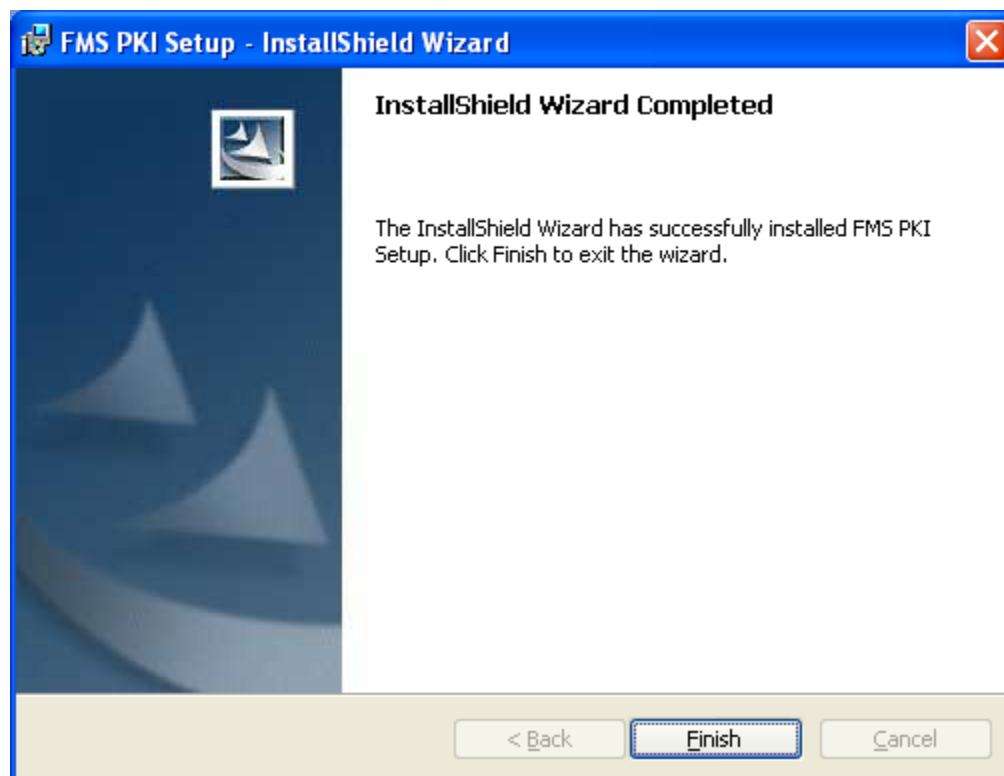 FMS PKI Setup - InstallShield Wizard
InstallShield Wizard Completed
The InstallShield Wizard has successfully installed FMS PKI
Setup. Click Finish to exit the wizard.
< Back
Finish
Cancel